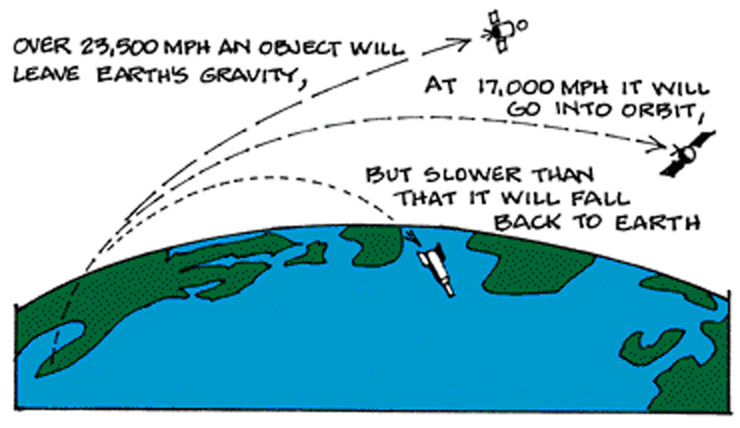 OVER 23,500 MPH AN OBJECT WILL
LEAVE EARTH'S GRAVITY,
AT 17,000 MPH IT WILL
GO INTO ORBIT,
BUT SLOWER THAN
THAT IT WILL FALL
BACK TO EARTH